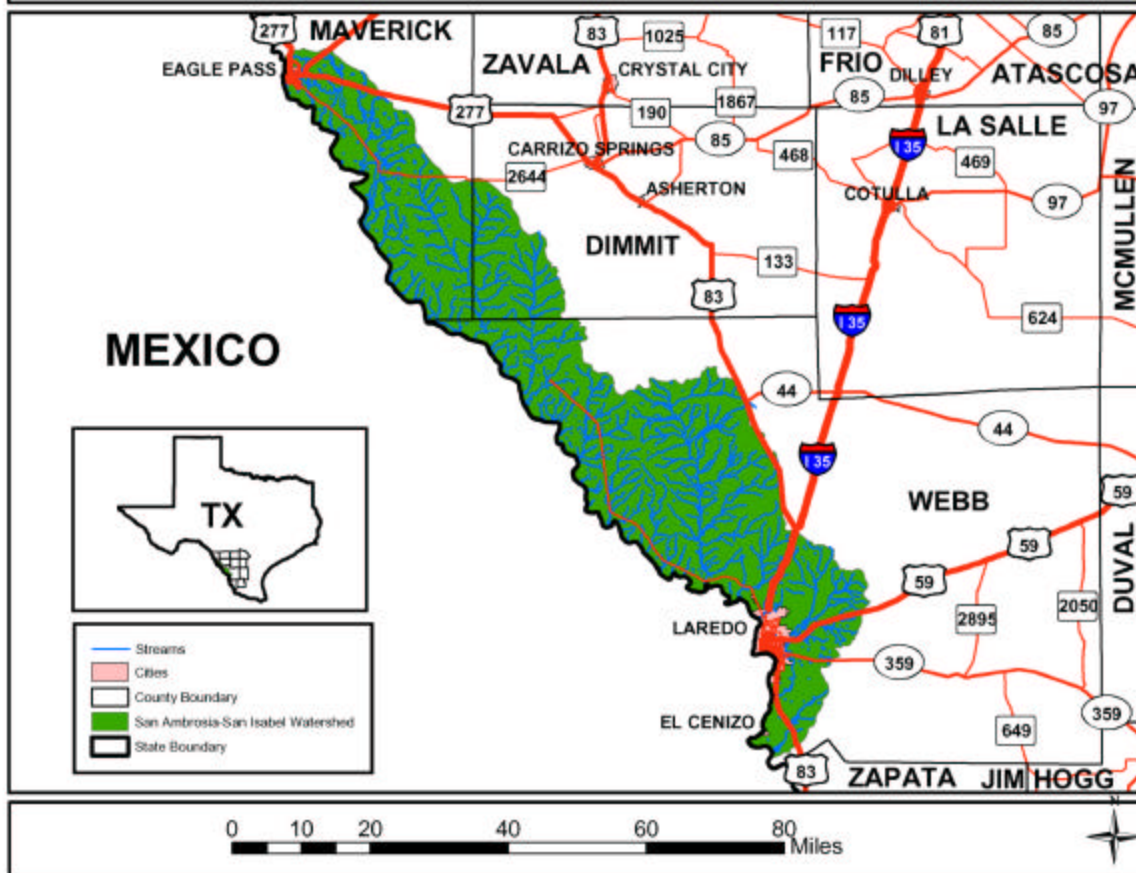 277
MAVERICK
83
1025
117
81
85
EAGLE PASS
ZAVALA
CRYSTAL CITY
FRIO
DILLEY
ATASCOSA
277
190
1867
85
97
CARRIZO SPRINGS
85
468
I 35
LA SALLE
469
2644
ASHERTON
COTULLA
97
MCMULLEN
DIMMIT
133
83
I 35
624
MEXICO
44
44
I 35
TX
WEBB
59
59
59
DUVAL
2895
2050
LAREDO
359
359
EL CENIZO
649
83
ZAPATA
JIM HOGG
Streams
Cities
County Boundary
San Ambrosia-San Isabel Watershed
State Boundary
0 10 20 40 60 80 Miles
N